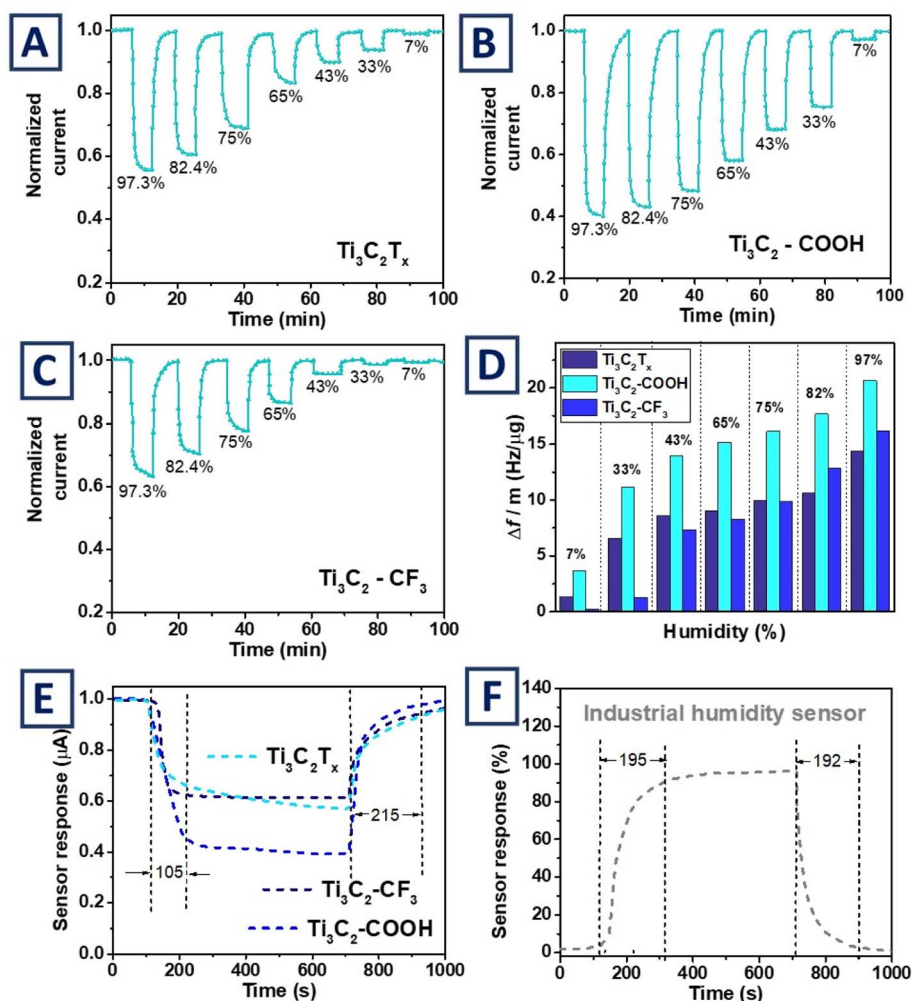 A
Normalized
current
1.0
0.8
0.6
0.4
0.2
0 20 40 60 80 100
Time (min)
97.3%
82.4%
75%
65%
43%
33%
7%
Ti₃C₂Tₓ
B
Normalized
current
1.0
0.8
0.6
0.4
0.2
0 20 40 60 80 100
Time (min)
97.3%
82.4%
75%
65%
43%
33%
7%
Ti₃C₂ - COOH
C
Normalized
current
1.0
0.8
0.6
0.4
0.2
0 20 40 60 80 100
Time (min)
97.3%
82.4%
75%
65%
43%
33%
7%
Ti₃C₂ - CF₃
D
Ti₃C₂Tₓ
Ti₃C₂-COOH
Ti₃C₂-CF₃
Δf / m (Hz/μg)
20
15
10
5
0
7%
33%
43%
65%
75%
82%
97%
Humidity (%)
E
Sensor response (μA)
1.0
0.8
0.6
0.4
0.2
0.0
0 200 400 600 800 1000
Time (s)
Ti₃C₂Tₓ
215
105
Ti₃C₂-CF₃
Ti₃C₂-COOH
F
Sensor response (%)
140
120
100
80
60
40
20
0
0 200 400 600 800 1000
Time (s)
Industrial humidity sensor
195
192